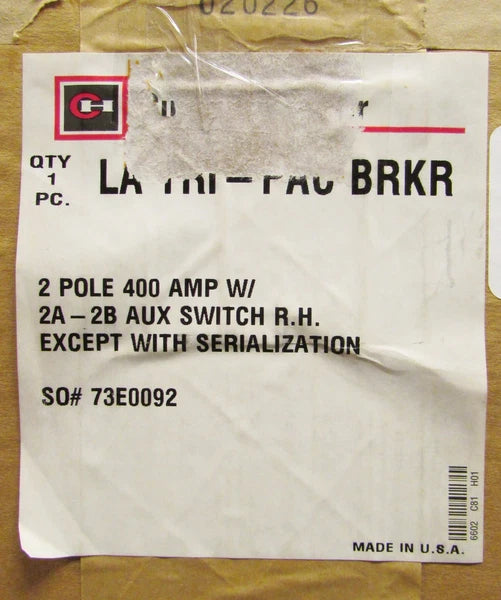 020226
CH
QTY
1
PC.
LA TRI-PAC BRKR
2 POLE 400 AMP W/
2A-2B AUX SWITCH R.H.
EXCEPT WITH SERIALIZATION
SO# 73E0092
6602 C81 H01
MADE IN U.S.A.